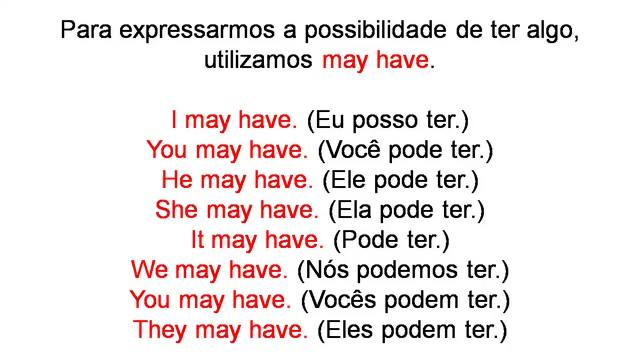 Para expressarmos a possibilidade de ter algo,
utilizamos may have.
I may have. (Eu posso ter.)
You may have. (Você pode ter.)
He may have. (Ele pode ter.)
She may have. (Ela pode ter.)
It may have. (Pode ter.)
We may have. (Nós podemos ter.)
You may have. (Vocês podem ter.)
They may have. (Eles podem ter.)